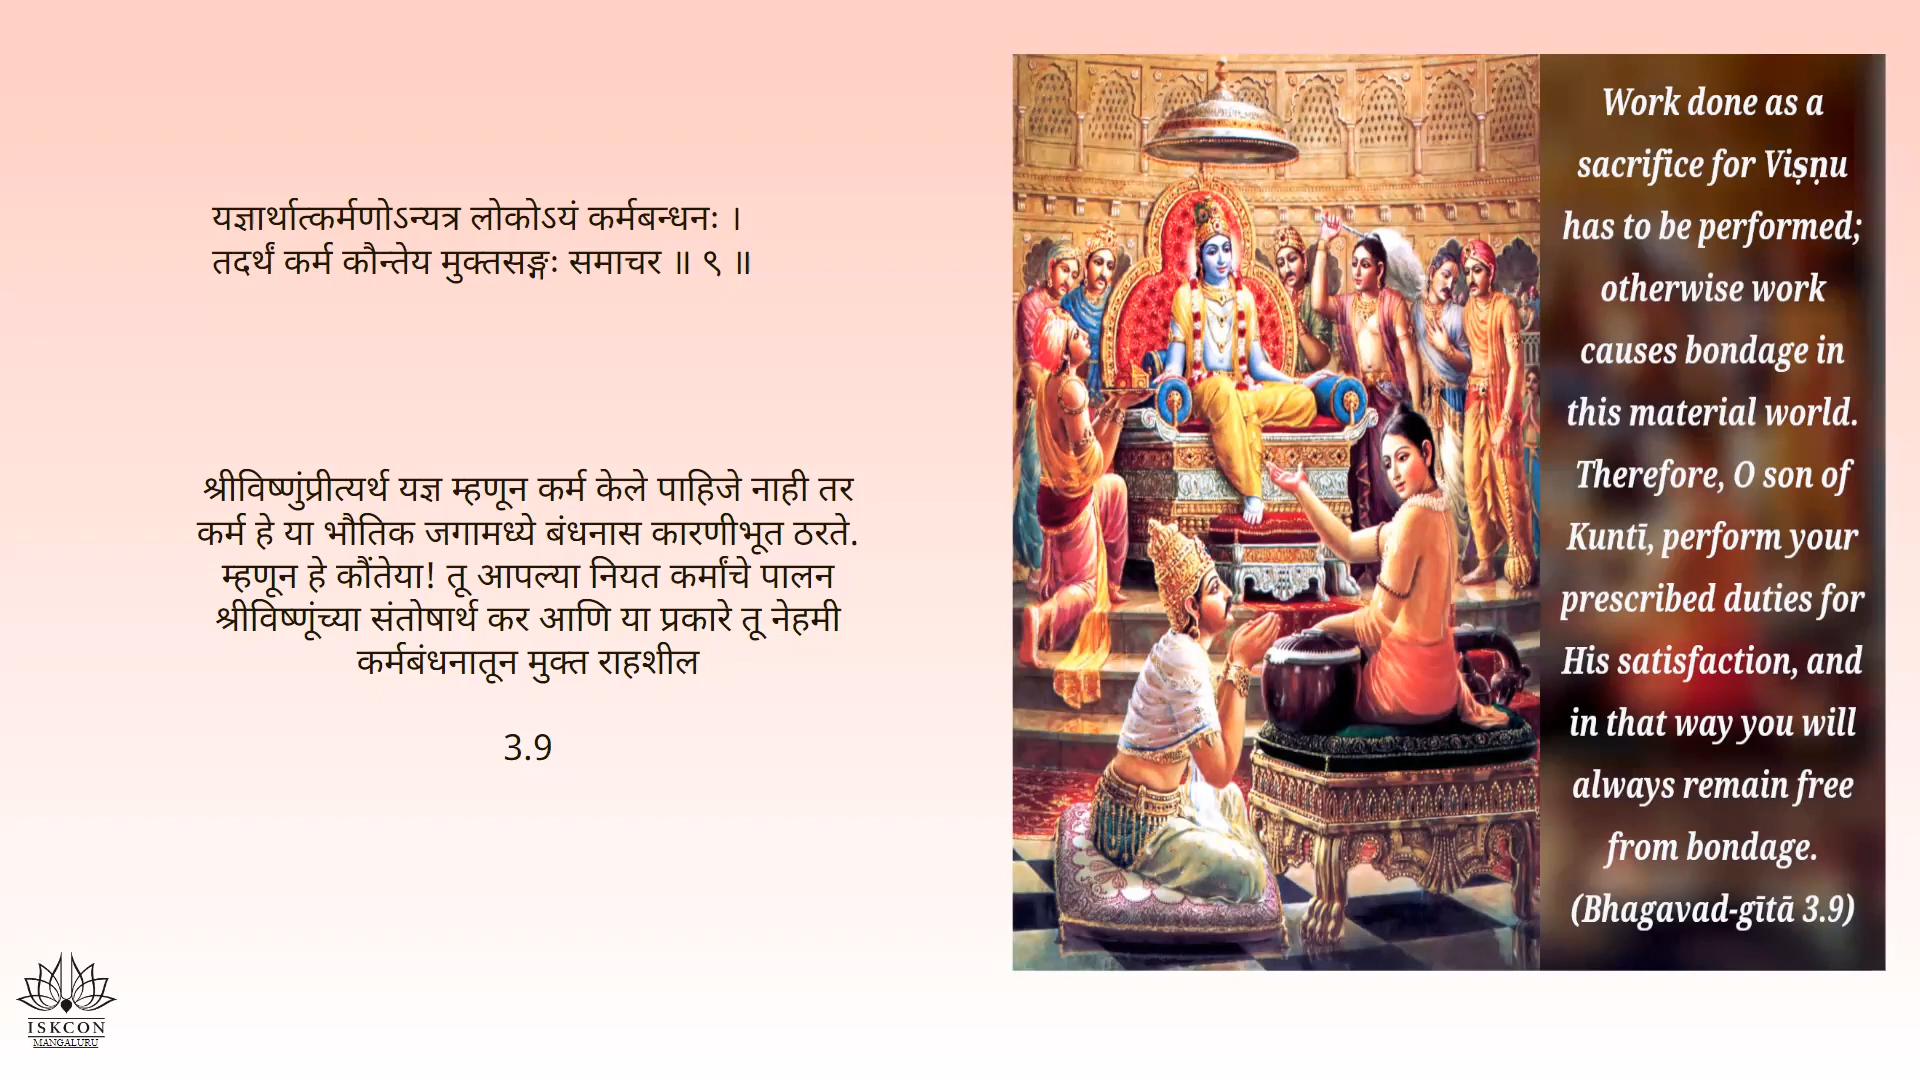 यज्ञार्थात्कर्मणोऽन्यत्र लोकोऽयं कर्मबन्धनः ।
तदर्थं कर्म कौन्तेय मुक्तसङ्गः समाचर ॥ ९ ॥
श्रीविष्णुंप्रीत्यर्थ यज्ञ म्हणून कर्म केले पाहिजे नाही तर
कर्म हे या भौतिक जगामध्ये बंधनास कारणीभूत ठरते.
म्हणून हे कौंतेया! तू आपल्या नियत कर्मांचे पालन
श्रीविष्णूंच्या संतोषार्थ कर आणि या प्रकारे तू नेहमी
कर्मबंधनातून मुक्त राहशील
3.9
Work done as a
sacrifice for Viṣṇu
has to be performed;
otherwise work
causes bondage in
this material world.
Therefore, O son of
Kuntī, perform your
prescribed duties for
His satisfaction, and
in that way you will
always remain free
from bondage.
(Bhagavad-gītā 3.9)
ISKCON
MANGALURU